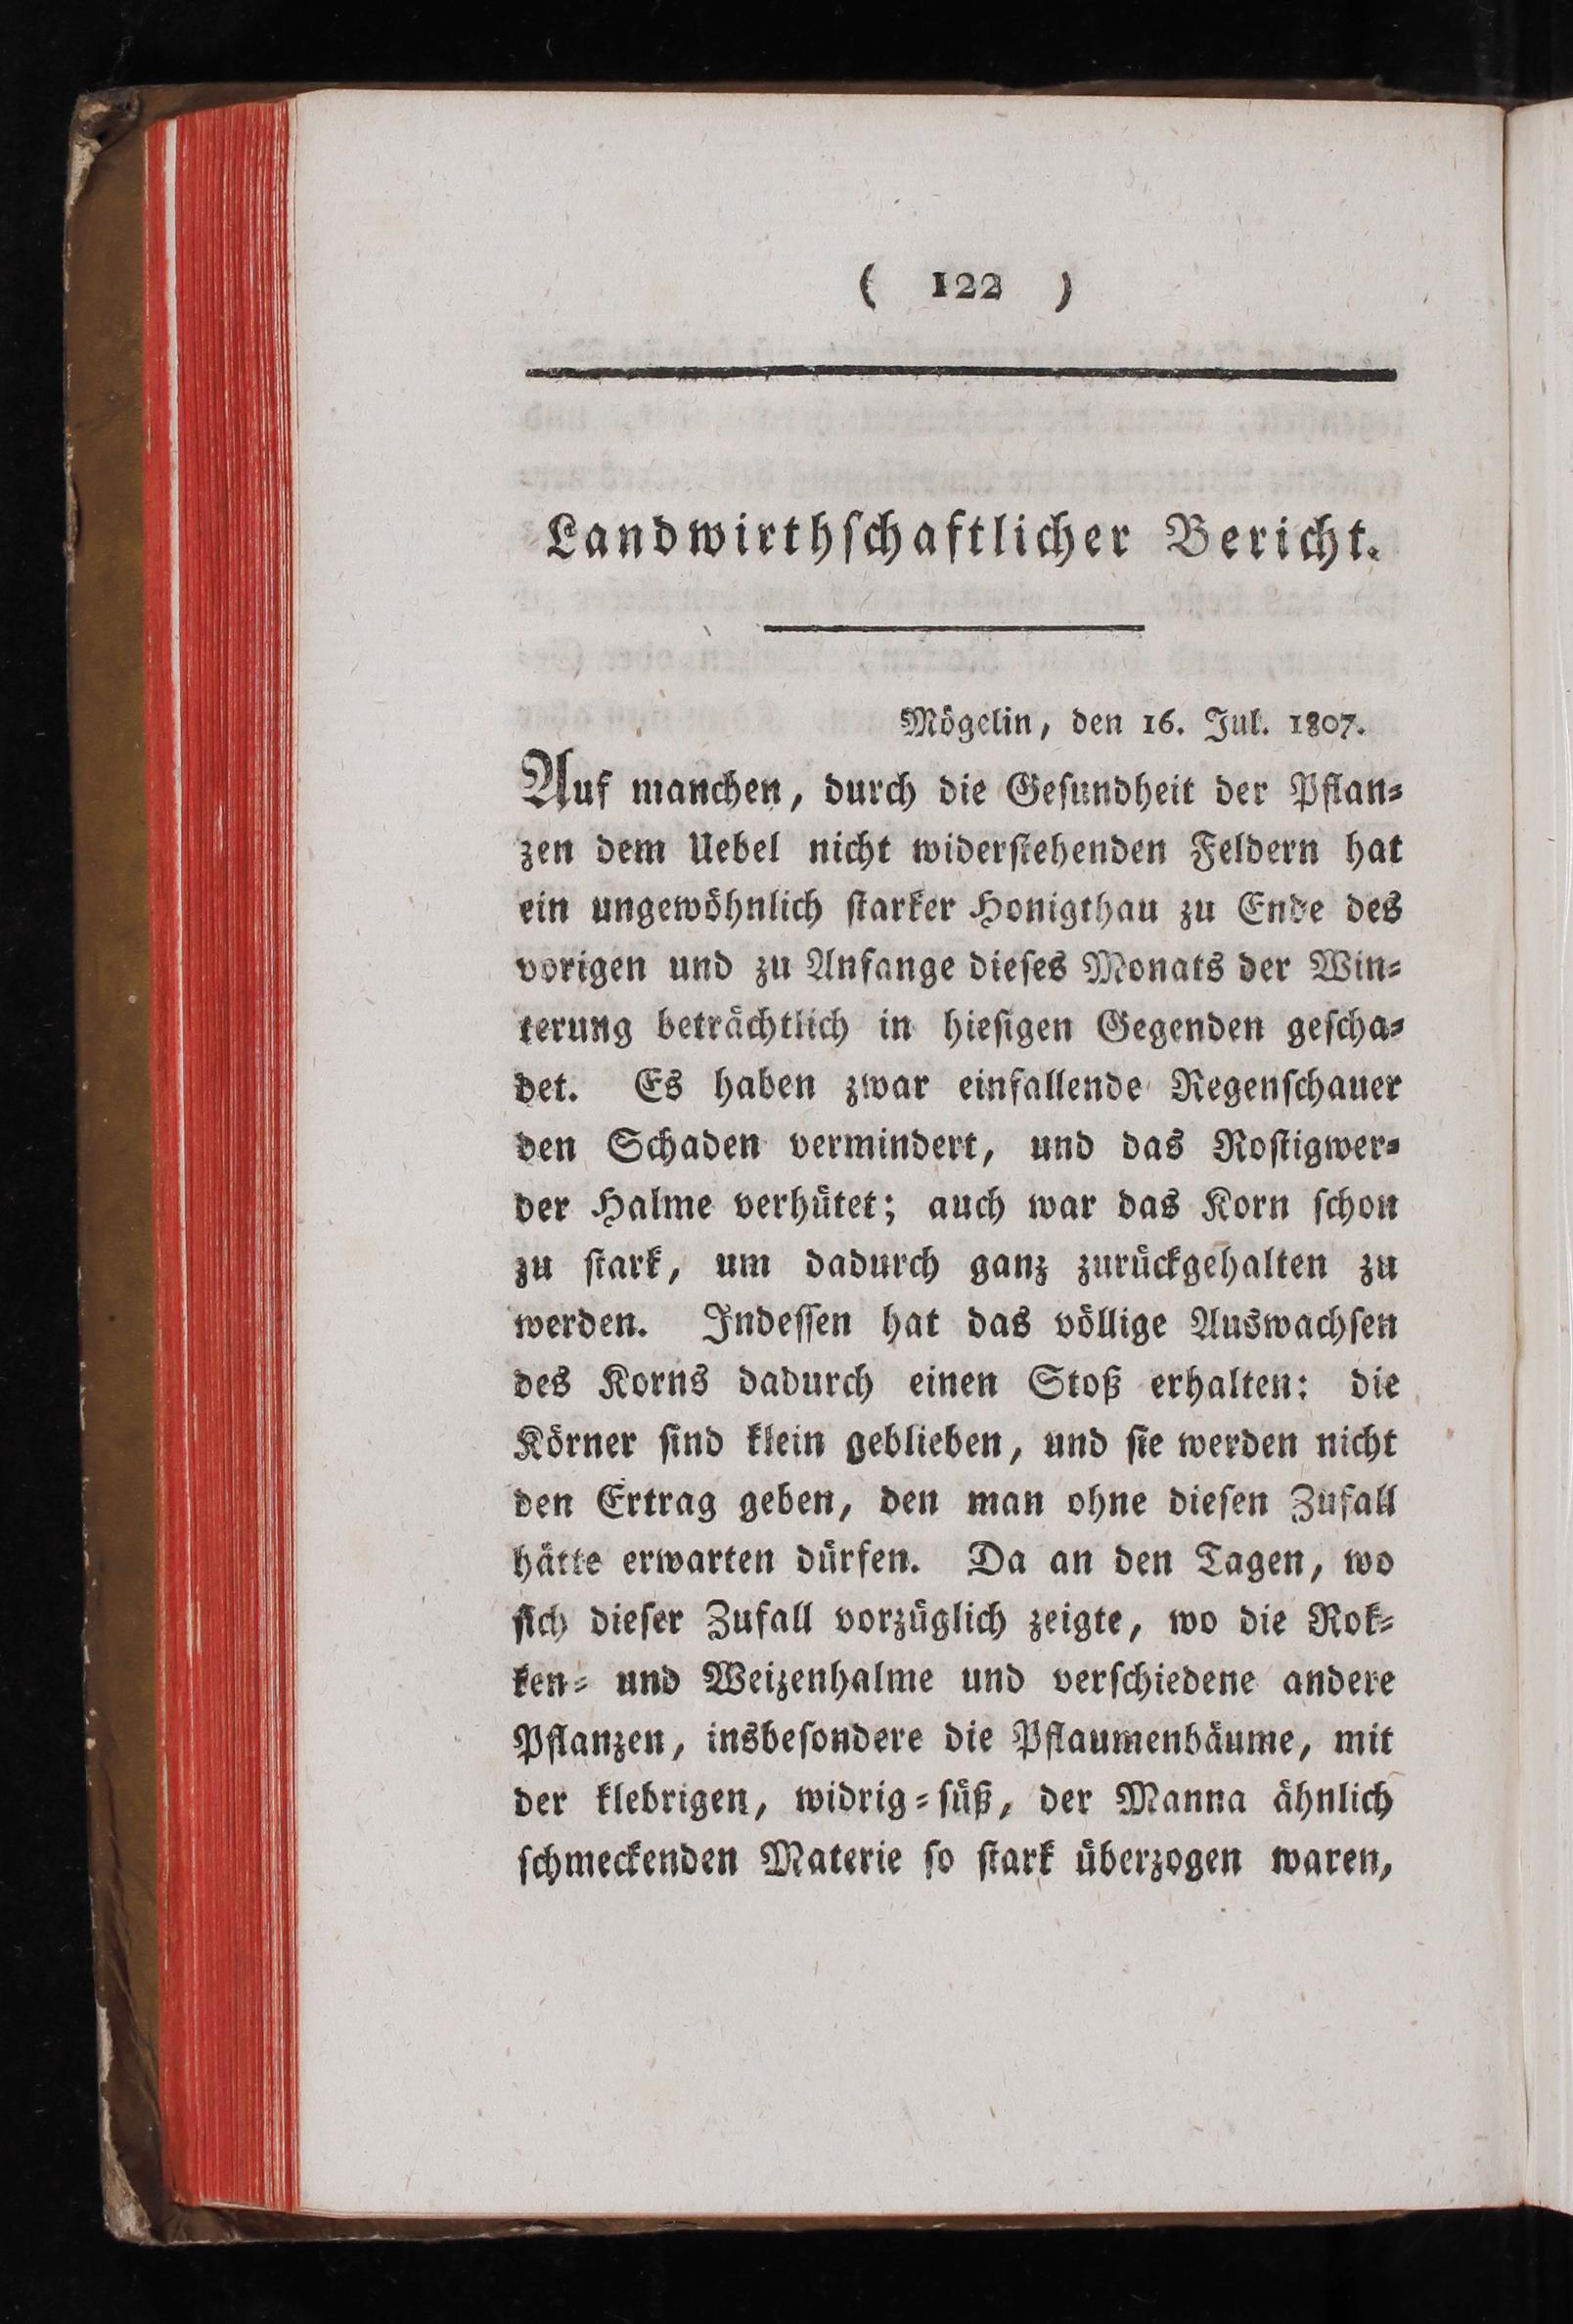 ( 122 )
Landwirthſchaftlicher Bericht.
Mögelin, den 16. Jul. 1807.
Auf manchen, durch die Geſundheit der Pflan⸗
zen dem Uebel nicht widerſtehenden Feldern hat
ein ungewöhnlich ſtarker Honigthau zu Ende des
vorigen und zu Anfange dieſes Monats der Win⸗
terung beträchtlich in hieſigen Gegenden geſcha⸗
det. Es haben zwar einfallende Regenſchauer
den Schaden vermindert, und das Roſtigwer⸗
der Halme verhütet; auch war das Korn ſchon
zu ſtark, um dadurch ganz zurückgehalten zu
werden. Indeſſen hat das völlige Auswachſen
des Korns dadurch einen Stoß erhalten: die
Körner ſind klein geblieben, und ſie werden nicht
den Ertrag geben, den man ohne dieſen Zufall
hätte erwarten dürfen. Da an den Tagen, wo
ſich dieſer Zufall vorzüglich zeigte, wo die Rok⸗
ken⸗ und Weizenhalme und verſchiedene andere
Pflanzen, insbeſondere die Pflaumenbäume, mit
der klebrigen, widrig⸗ſüß, der Manna ähnlich
ſchmeckenden Materie ſo ſtark überzogen waren,